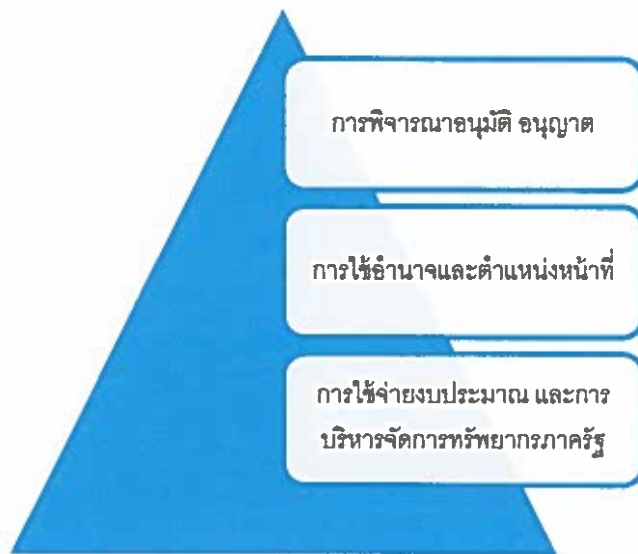 การพิจารณาอนุมัติ อนุญาต
การใช้อำนาจและตำแหน่งหน้าที่
การใช้จ่ายงบประมาณ และการ
บริหารจัดการทรัพยากรภาครัฐ